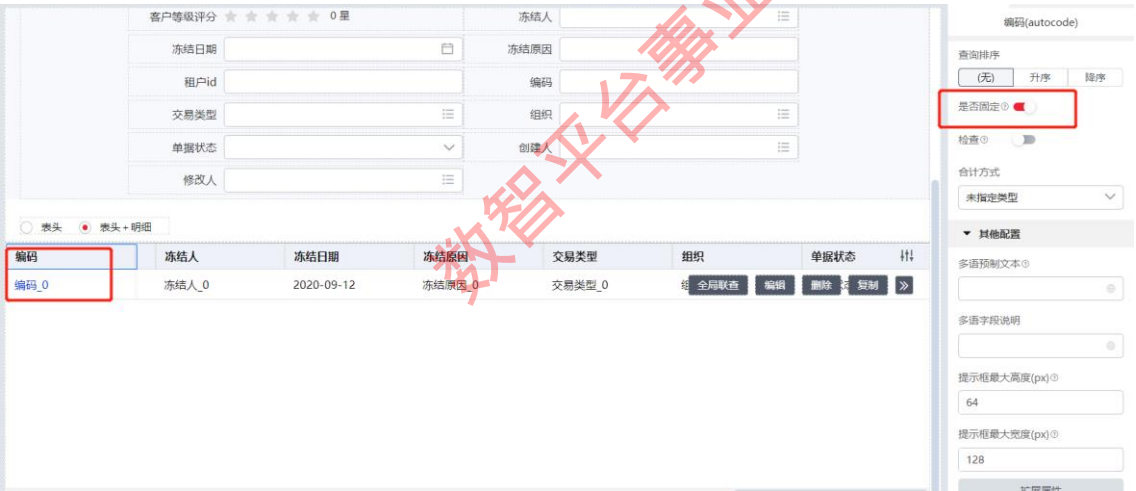 客户等级评分 0 星 冻结人
冻结日期 冻结原因
租户id 编码
交易类型 组织
单据状态 创建人
修改人
表头 表头+明细
编码 冻结人 冻结日期 冻结原因 交易类型 组织 单据状态
编码_0 冻结人_0 2020-09-12 冻结原因_0 交易类型_0 全局联查 编辑 删除 复制
编码(autocode)
查询排序
(无) 升序 降序
是否固定
检查
合计方式
未指定类型
其他配置
多语预制文本
多语字段说明
提示框最大高度(px)
64
提示框最大宽度(px)
128
扩展属性
数智平台事业